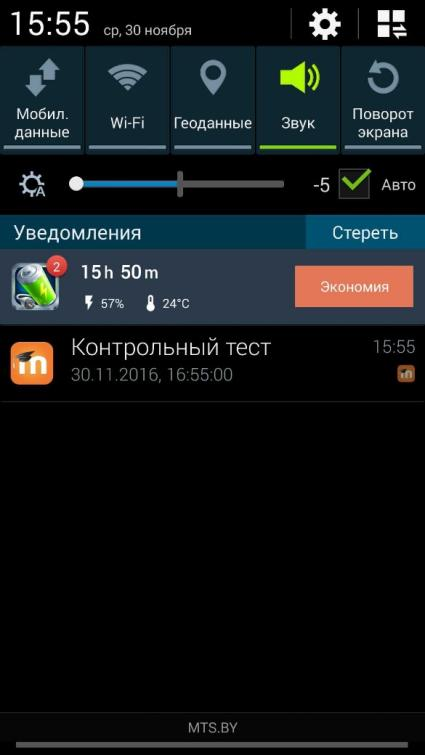 15:55 ср, 30 ноября
Мобил. данные
Wi-Fi
Геоданные
Звук
Поворот экрана
A
-5 Авто
Уведомления Стереть
2
15h 50m
57% 24°C
Экономия
m
Контрольный тест 15:55
30.11.2016, 16:55:00
m
MTS.BY